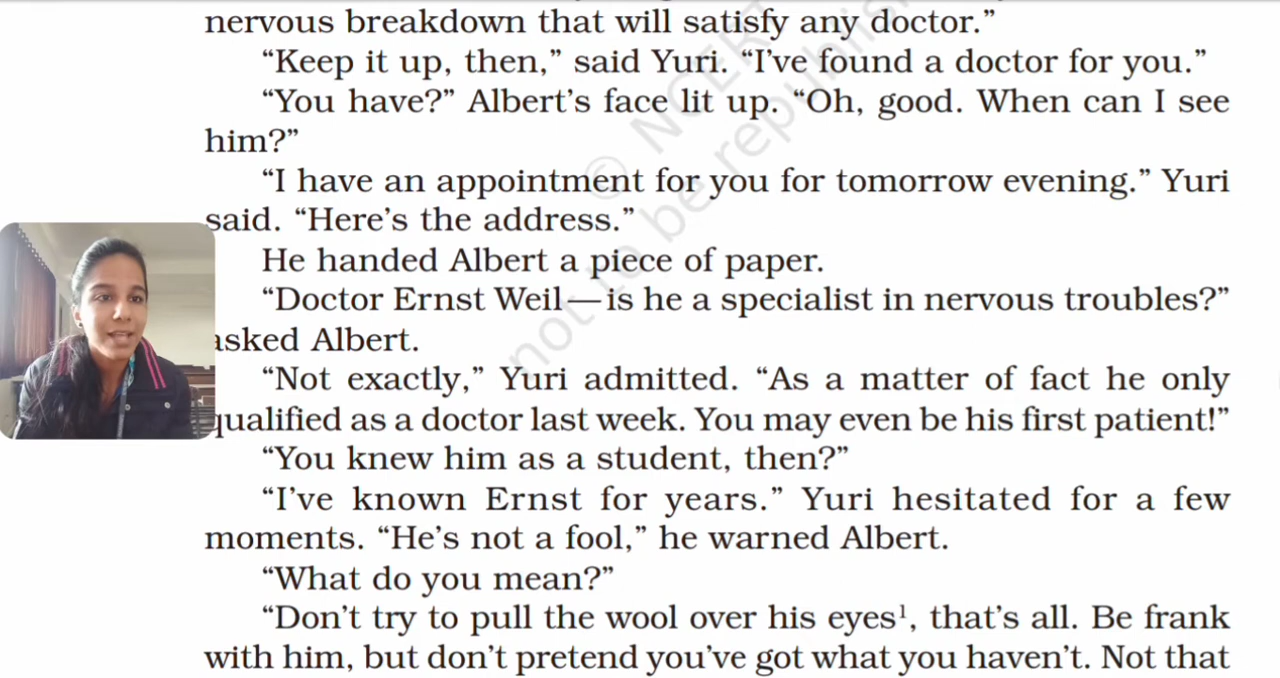 nervous breakdown that will satisfy any doctor.”
“Keep it up, then,” said Yuri. “I’ve found a doctor for you.”
“You have?” Albert’s face lit up. “Oh, good. When can I see
him?”
“I have an appointment for you for tomorrow evening.” Yuri
said. “Here’s the address.”
He handed Albert a piece of paper.
“Doctor Ernst Weil—is he a specialist in nervous troubles?”
asked Albert.
“Not exactly,” Yuri admitted. “As a matter of fact he only
qualified as a doctor last week. You may even be his first patient!”
“You knew him as a student, then?”
“I’ve known Ernst for years.” Yuri hesitated for a few
moments. “He’s not a fool,” he warned Albert.
“What do you mean?”
“Don’t try to pull the wool over his eyes¹, that’s all. Be frank
with him, but don’t pretend you’ve got what you haven’t. Not that
© NCERT
not to be republish